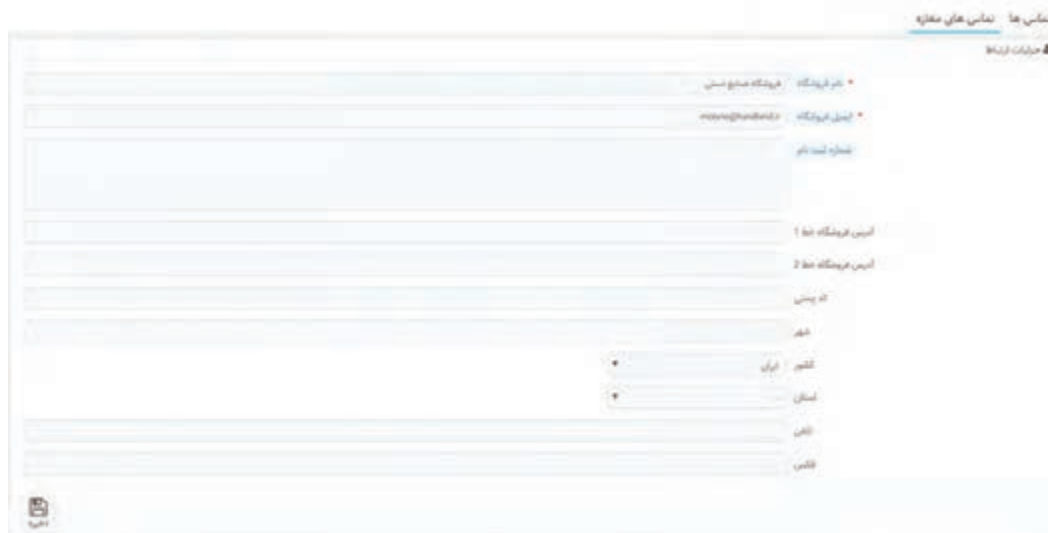 تماس ها تماس های مغازه
جزئیات ارتباط
* نام فروشگاه فروشگاه صنایع دستی
* ایمیل فروشگاه
شماره ثبت نام
آدرس فروشگاه خط 1
آدرس فروشگاه خط 2
کد پستی
شهر
کشور ایران
استان
تلفن
فکس
ذخیره